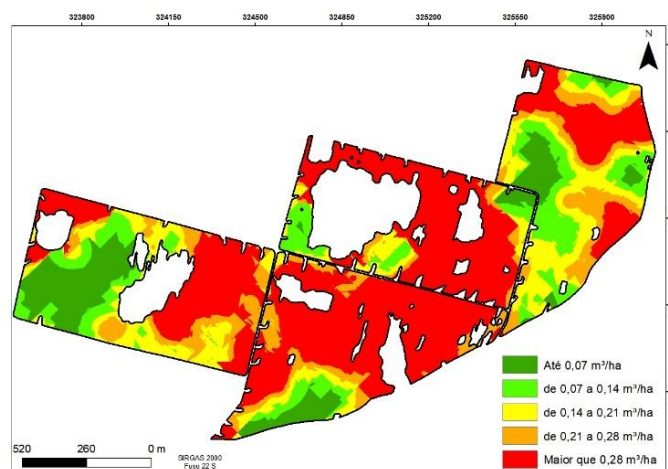 323800 324150 324500 324850 325200 325550 325900
N
Até 0,07 m³/ha
de 0,07 a 0,14 m³/ha
de 0,14 a 0,21 m³/ha
de 0,21 a 0,28 m³/ha
Maior que 0,28 m³/ha
520 260 0 m
SIRGAS 2000
Fuso 22 S